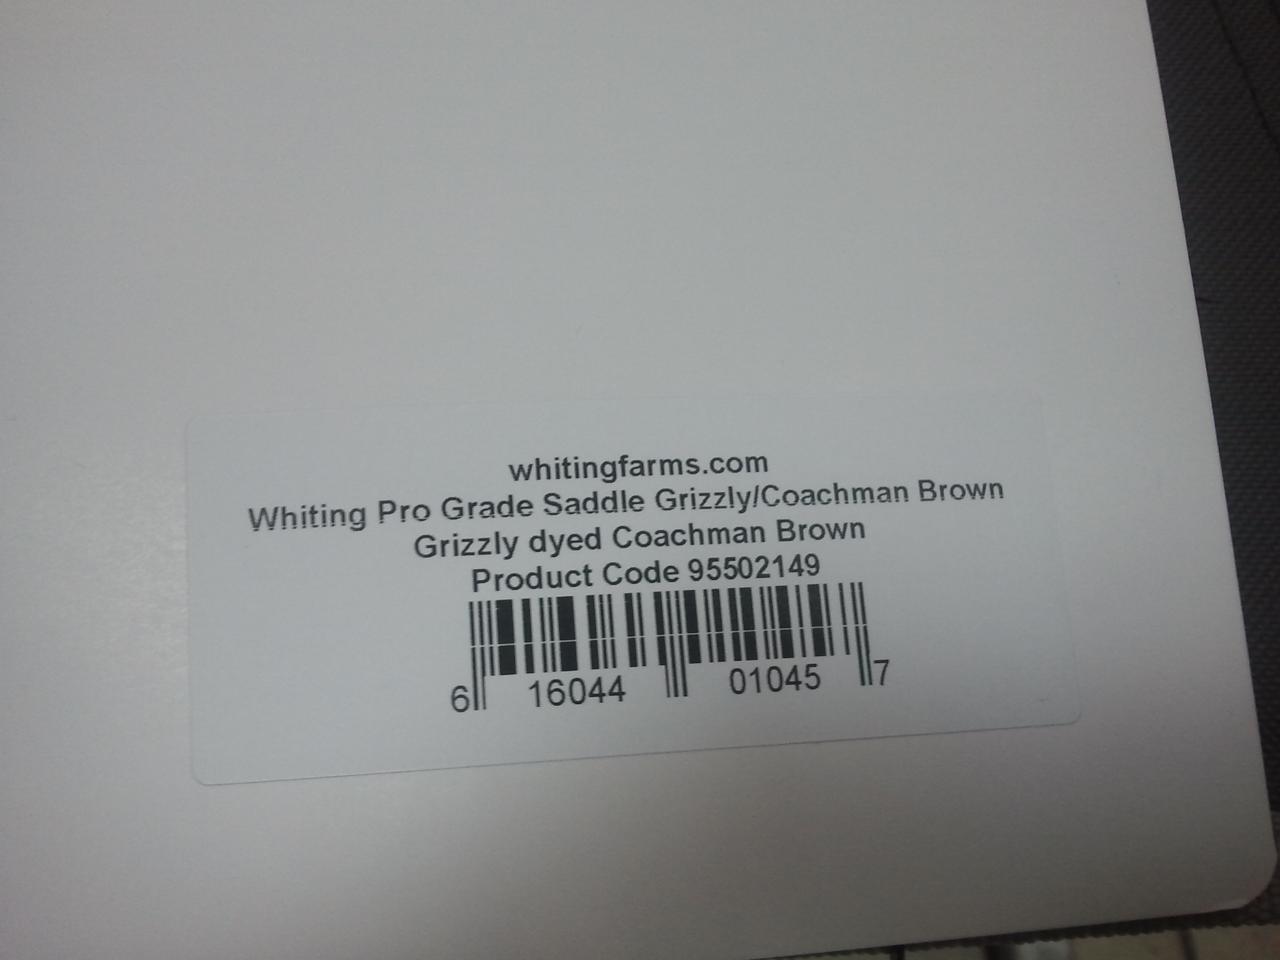 whitingfarms.com
Whiting Pro Grade Saddle Grizzly/Coachman Brown
Grizzly dyed Coachman Brown
Product Code 95502149
6 16044 01045 7